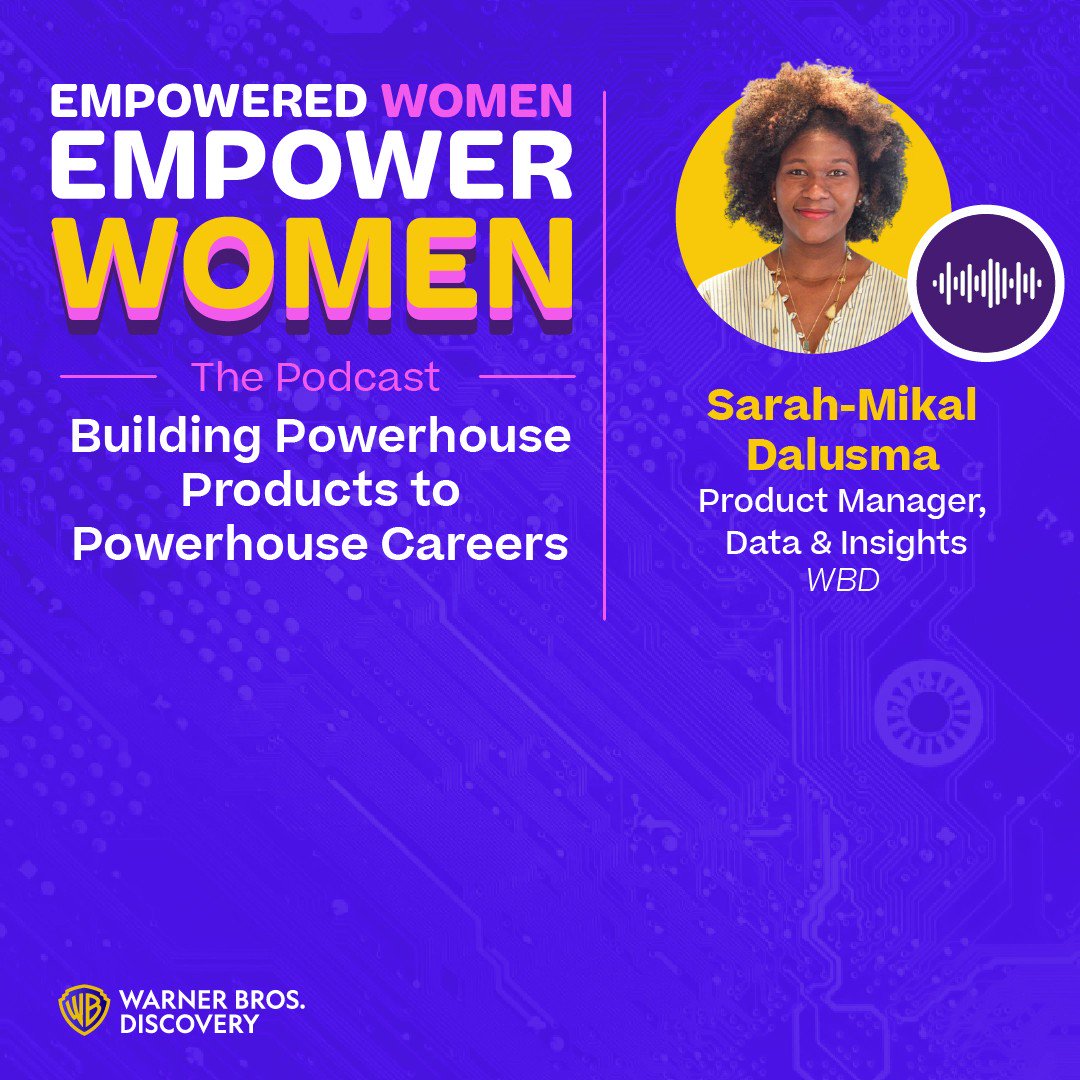 EMPOWERED WOMEN
EMPOWER
WOMEN
The Podcast
Building Powerhouse
Products to
Powerhouse Careers
Sarah-Mikal
Dalusma
Product Manager,
Data & Insights
WBD
WB
WARNER BROS.
DISCOVERY